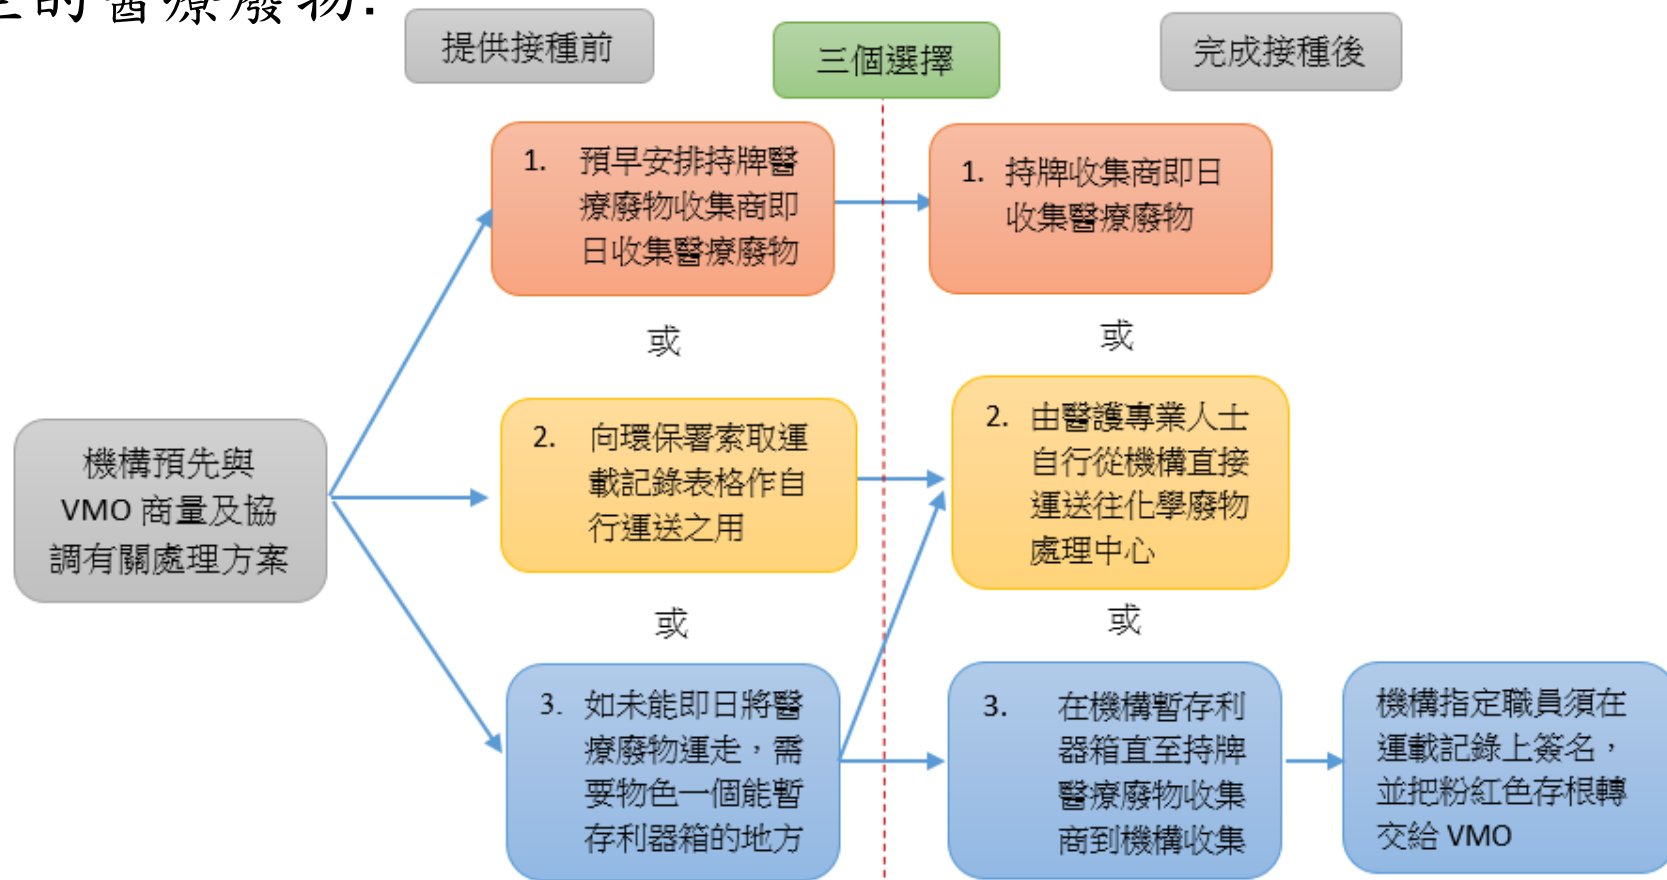 的醫療廢物:
提供接種前
三個選擇
完成接種後
1. 預早安排持牌醫
療廢物收集商即
日收集醫療廢物
1. 持牌收集商即日
收集醫療廢物
或
或
機構預先與
VMO 商量及協
調有關處理方案
2. 向環保署索取運
載記錄表格作自
行運送之用
2. 由醫護專業人士
自行從機構直接
運送往化學廢物
處理中心
或
或
3. 如未能即日將醫
療廢物運走，需
要物色一個能暫
存利器箱的地方
3. 在機構暫存利
器箱直至持牌
醫療廢物收集
商到機構收集
機構指定職員須在
運載記錄上簽名，
並把粉紅色存根轉
交給 VMO